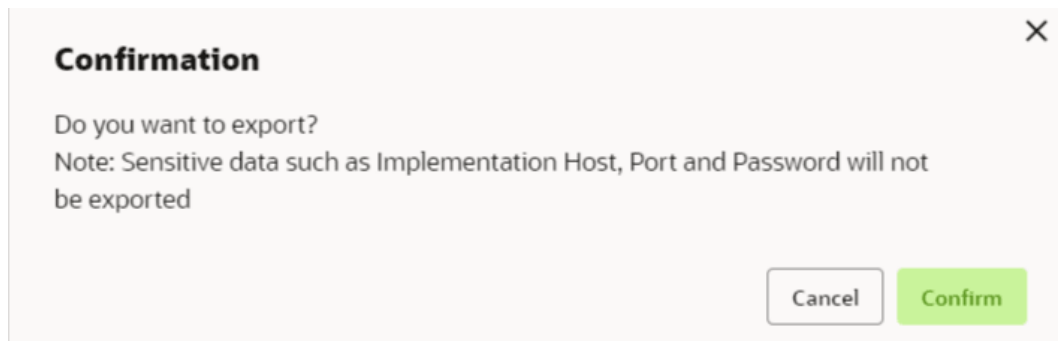 Confirmation
Do you want to export?
Note: Sensitive data such as Implementation Host, Port and Password will not
be exported
Cancel
Confirm